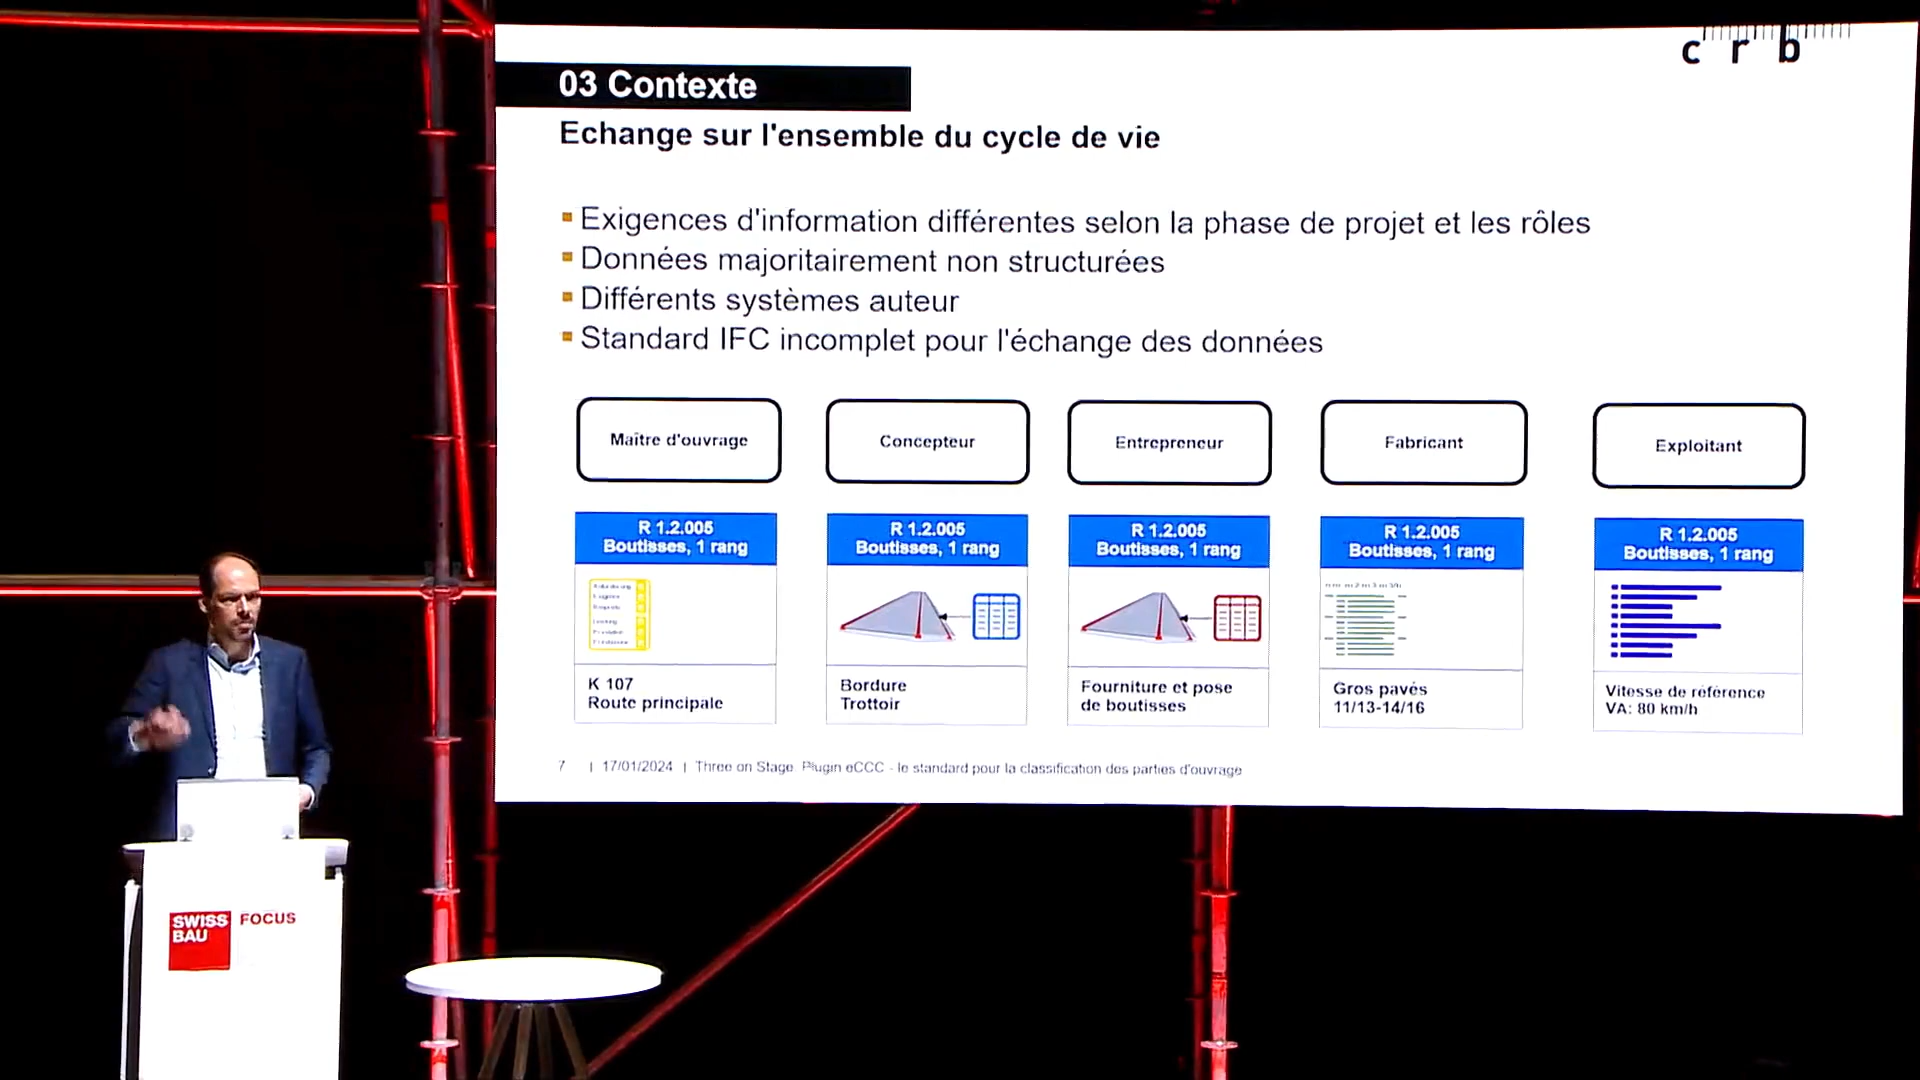 c r b
03 Contexte
Echange sur l'ensemble du cycle de vie
Exigences d'information différentes selon la phase de projet et les rôles
Données majoritairement non structurées
Différents systèmes auteur
Standard IFC incomplet pour l'échange des données
Maître d'ouvrage
Concepteur
Entrepreneur
Fabricant
Exploitant
R 1.2.005
Boutisses, 1 rang
K 107
Route principale
R 1.2.005
Boutisses, 1 rang
Bordure
Trottoir
R 1.2.005
Boutisses, 1 rang
Fourniture et pose
de boutisses
R 1.2.005
Boutisses, 1 rang
Gros pavés
11/13-14/16
R 1.2.005
Boutisses, 1 rang
Vitesse de référence
VA: 80 km/h
7 | 17/01/2024 | Three on Stage: Plugin eCCC - le standard pour la classification des parties d'ouvrage
SWISS
BAU
FOCUS